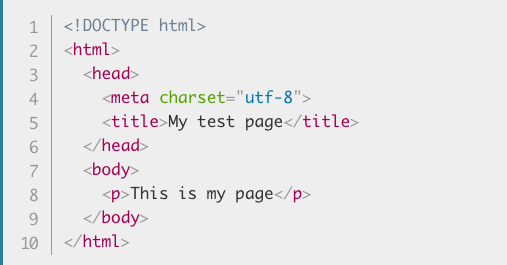 1 <!DOCTYPE html>
2 <html>
3   <head>
4     <meta charset="utf-8">
5     <title>My test page</title>
6   </head>
7   <body>
8     <p>This is my page</p>
9   </body>
10 </html>